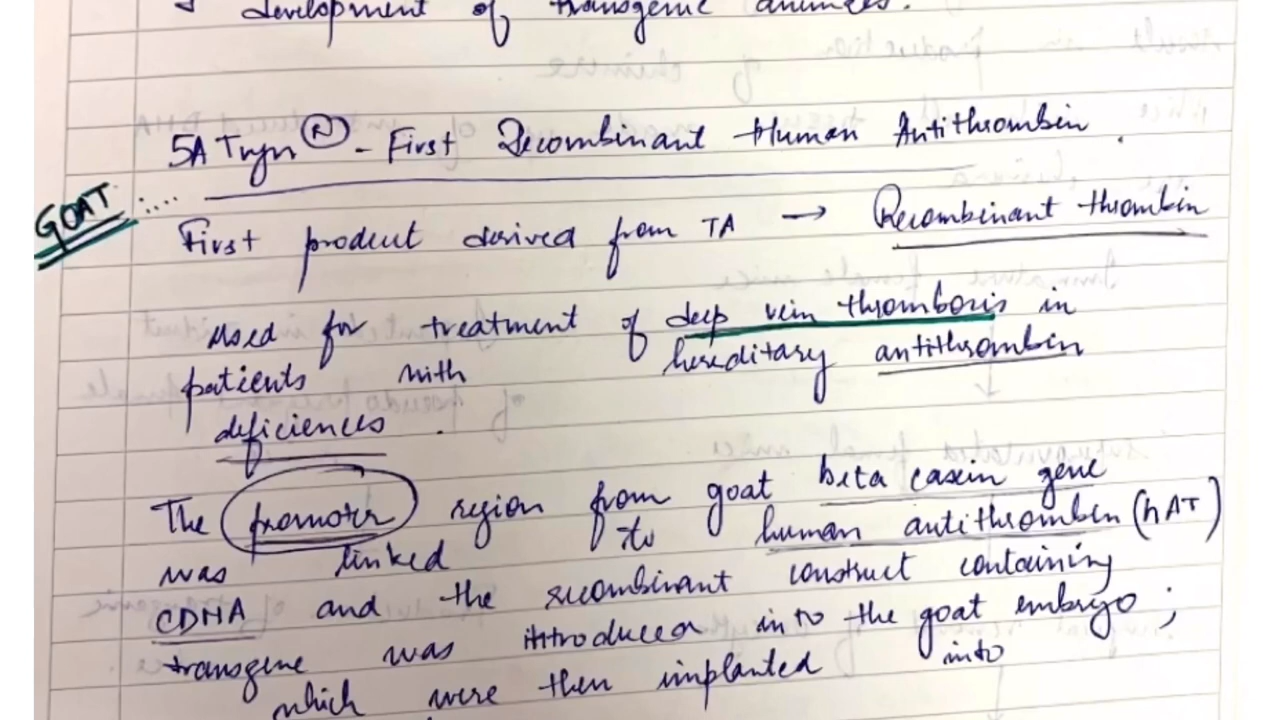 development of transgenic animals.
SATryn ® - First Recombinant Human Antithrombin.
GOAT :....
First product derived from TA → Recombinant thrombin
used for treatment of deep vein thrombosis in
patients with hereditary antithrombin
deficiences.
The promoter region from goat beta casein gene
was linked to human antithrombin (hAT)
CDNA and the recombinant construct containing
transgene was introduced into the goat embryo;
which were then implanted into